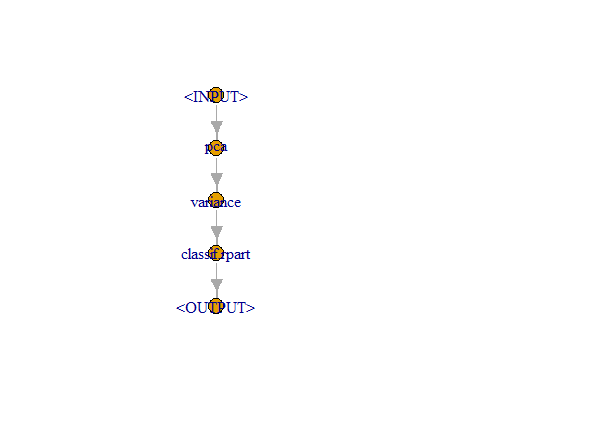 <INPUT>
pca
variance
classif.rpart
<OUTPUT>